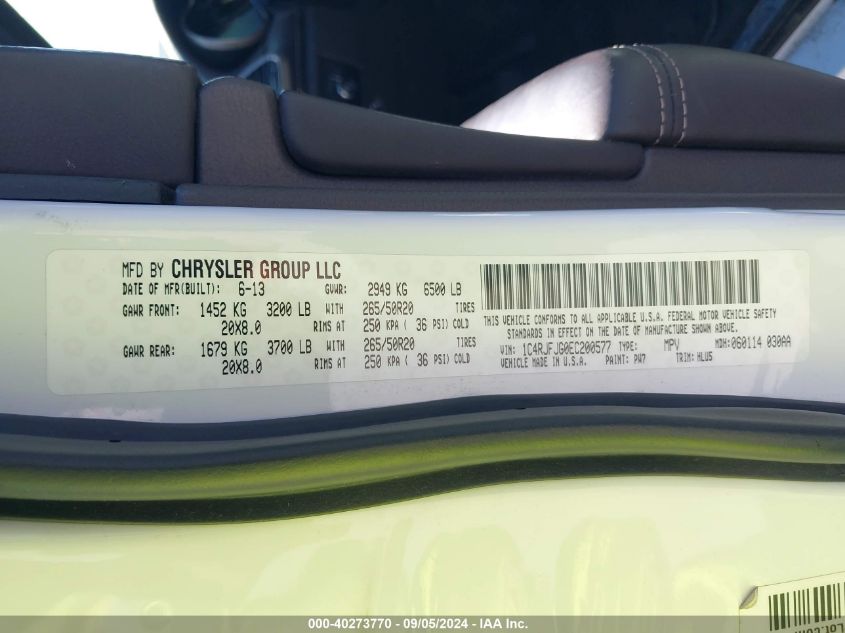 MFD BY CHRYSLER GROUP LLC
DATE OF MFR(BUILT): 6-13 GVWR: 2949 KG 6500 LB
GAWR FRONT: 1452 KG 3200 LB WITH 265/50R20 TIRES
20X8.0 RIMS AT 250 KPA ( 36 PSI) COLD
GAWR REAR: 1679 KG 3700 LB WITH 265/50R20 TIRES
20X8.0 RIMS AT 250 KPA ( 36 PSI) COLD
THIS VEHICLE CONFORMS TO ALL APPLICABLE U.S.A. FEDERAL MOTOR VEHICLE SAFETY
STANDARDS IN EFFECT ON THE DATE OF MANUFACTURE SHOWN ABOVE.
VIN: 1C4RJFJG0EC200577 TYPE: MPV MDH:060114 030AA
VEHICLE MADE IN U.S.A. PAINT: PW7 TRIM: HLU5
Lot.com
000-40273770 - 09/05/2024 - IAA Inc.